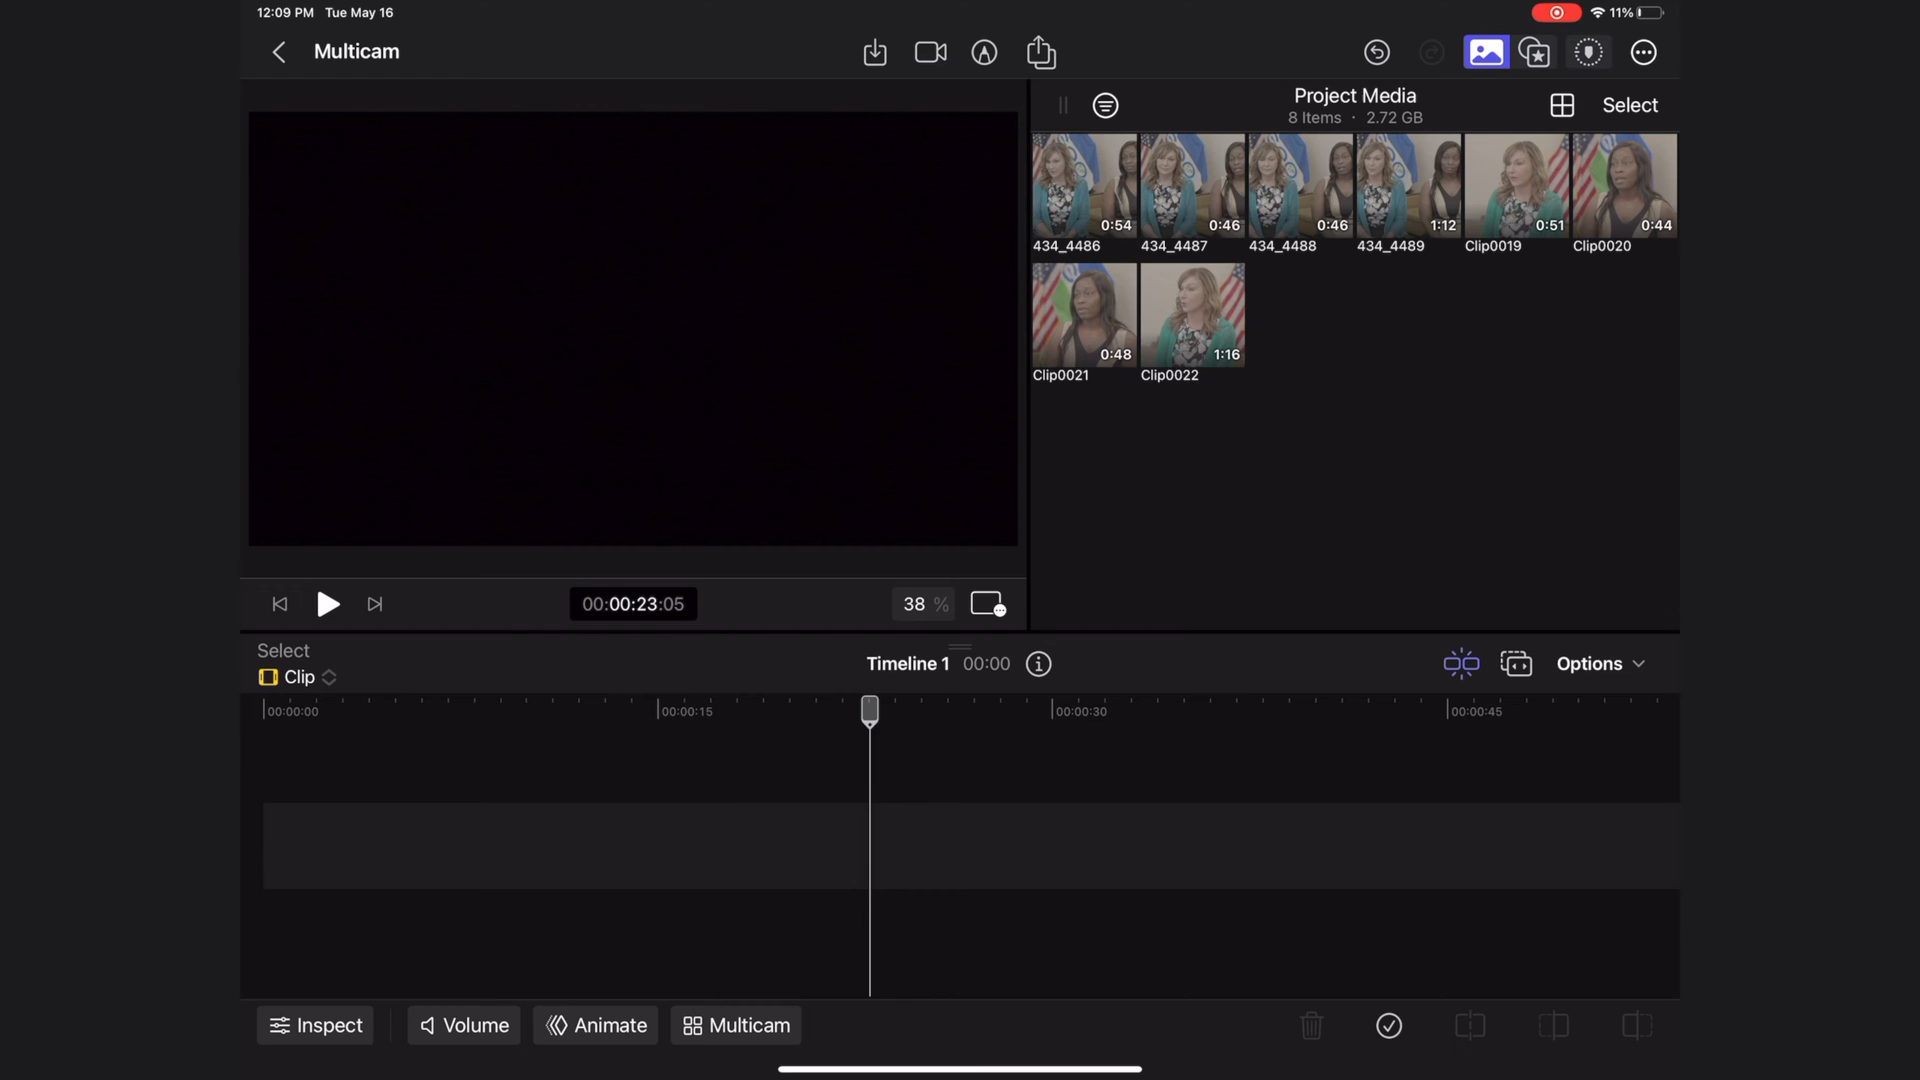 12:09 PM Tue May 16
11%
Multicam
Project Media
8 Items · 2.72 GB
Select
0:54
0:46
0:46
1:12
0:51
0:44
434_4486
434_4487
434_4488
434_4489
Clip0019
Clip0020
0:48
1:16
Clip0021
Clip0022
00:00:23:05
38 %
Select
Clip
Timeline 1 00:00
Options
00:00:00
00:00:15
00:00:30
00:00:45
Inspect
Volume
Animate
Multicam